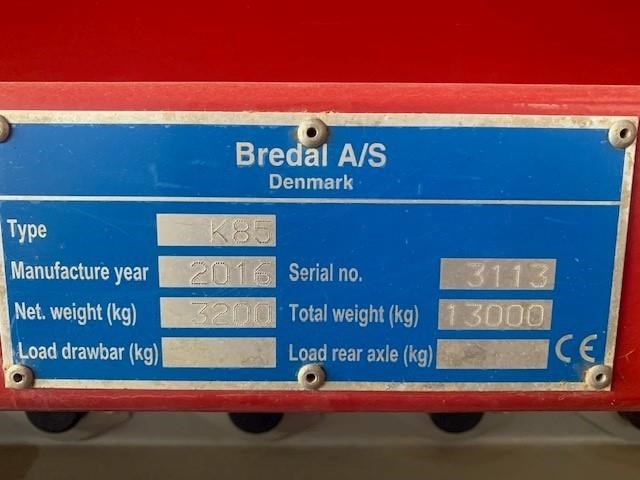 Bredal A/S
Denmark
Type K85
Manufacture year 2016 Serial no. 3113
Net. weight (kg) 3200 Total weight (kg) 13000
Load drawbar (kg) Load rear axle (kg) CE